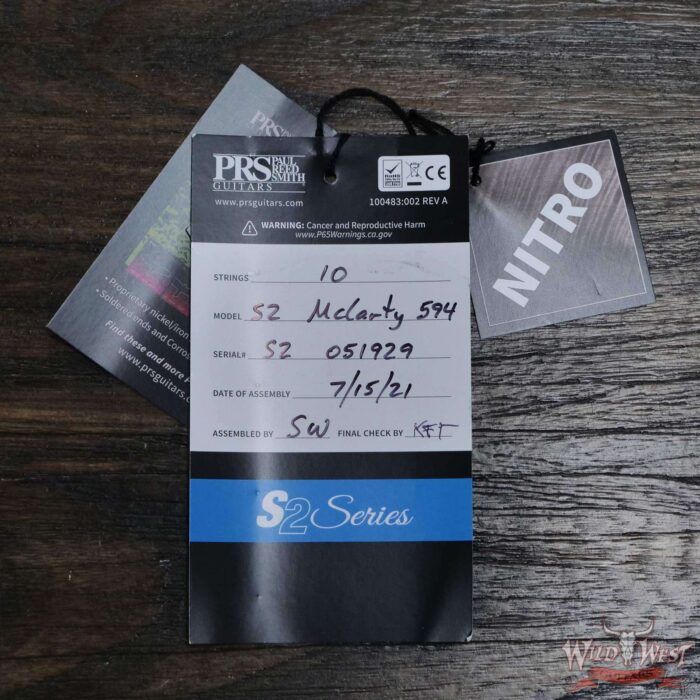 PRS PAUL REED SMITH
GUITARS
www.prsguitars.com
100483:002 REV A
WARNING: Cancer and Reproductive Harm
www.P65Warnings.ca.gov
STRINGS 10
MODEL S2 McCarty 594
SERIAL# S2 051929
DATE OF ASSEMBLY 7/15/21
ASSEMBLED BY SW FINAL CHECK BY KFT
S2 Series
NITRO
PRS
• Proprietary nickel/iron
• Soldered ends and Corros
Find these and more
www.prsguitars.
WILD WEST
TEXAS